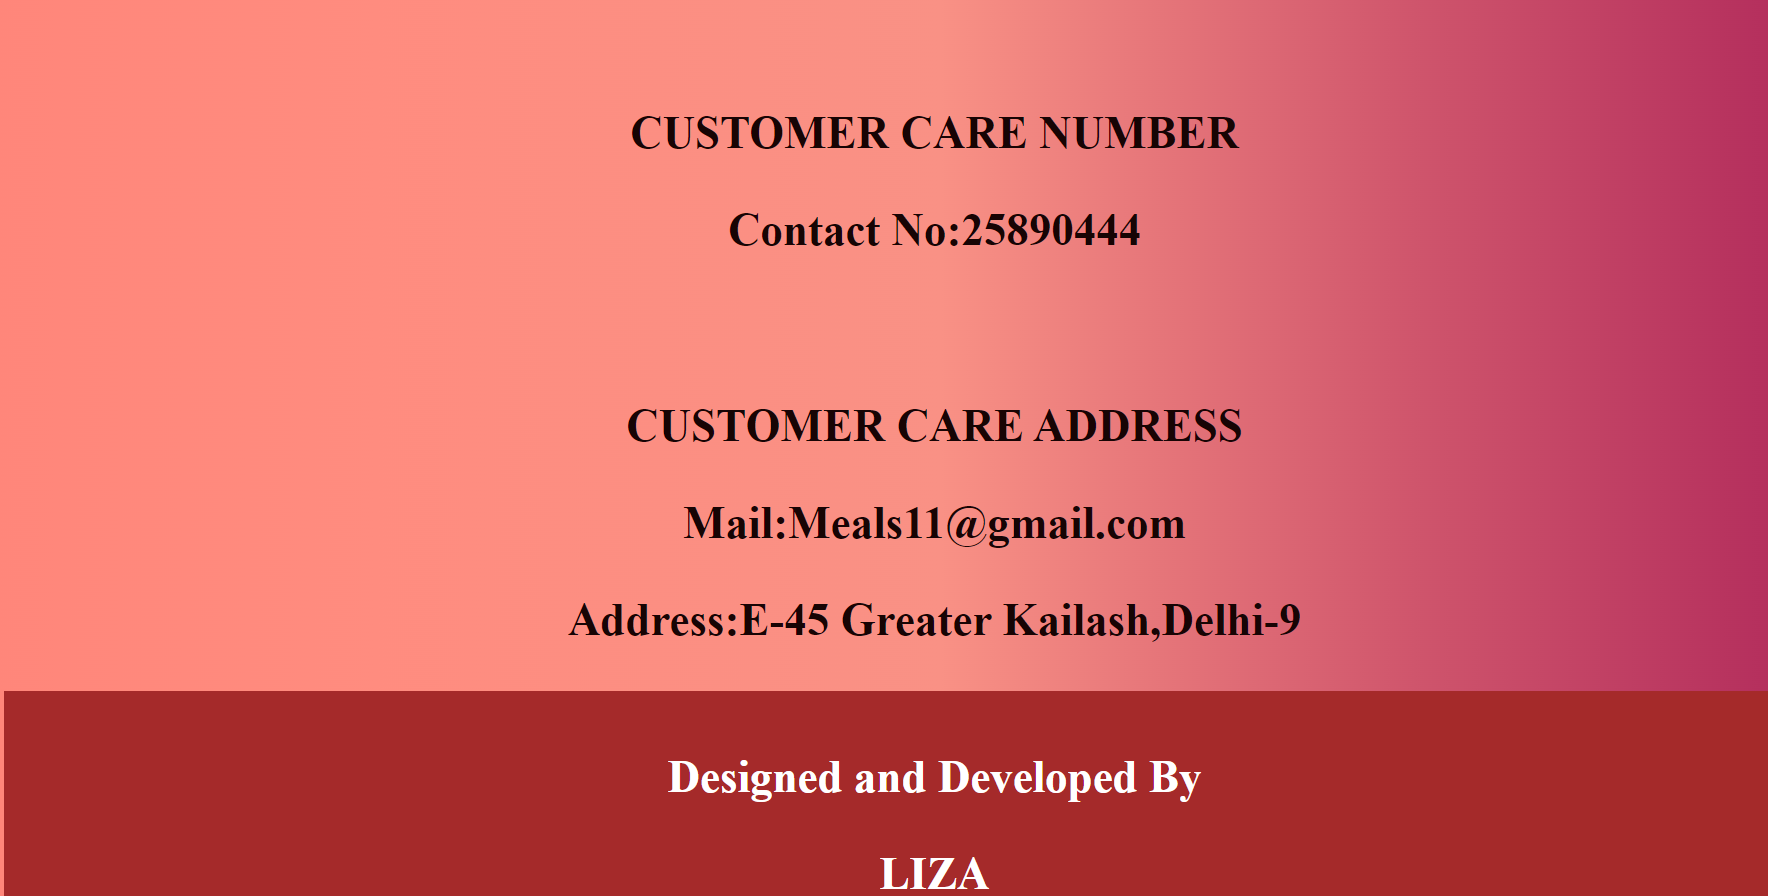 CUSTOMER CARE NUMBER
Contact No:25890444
CUSTOMER CARE ADDRESS
Mail:Meals11@gmail.com
Address:E-45 Greater Kailash,Delhi-9
Designed and Developed By
LIZA